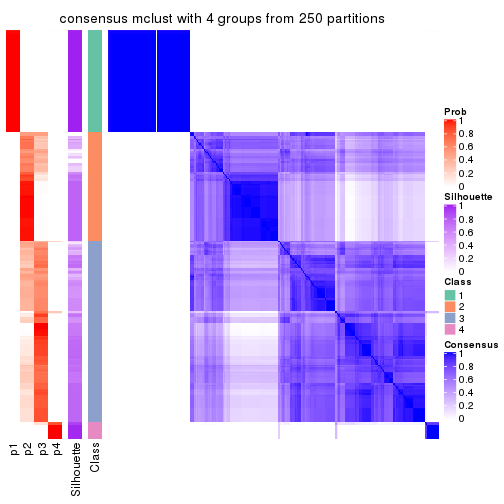 consensus mclust with 4 groups from 250 partitions
Prob
1
0.8
0.6
0.4
0.2
0
Silhouette
1
0.8
0.6
0.4
0.2
0
Class
1
2
3
4
Consensus
1
0.8
0.6
0.4
0.2
0
p1
p2
p3
p4
Silhouette
Class